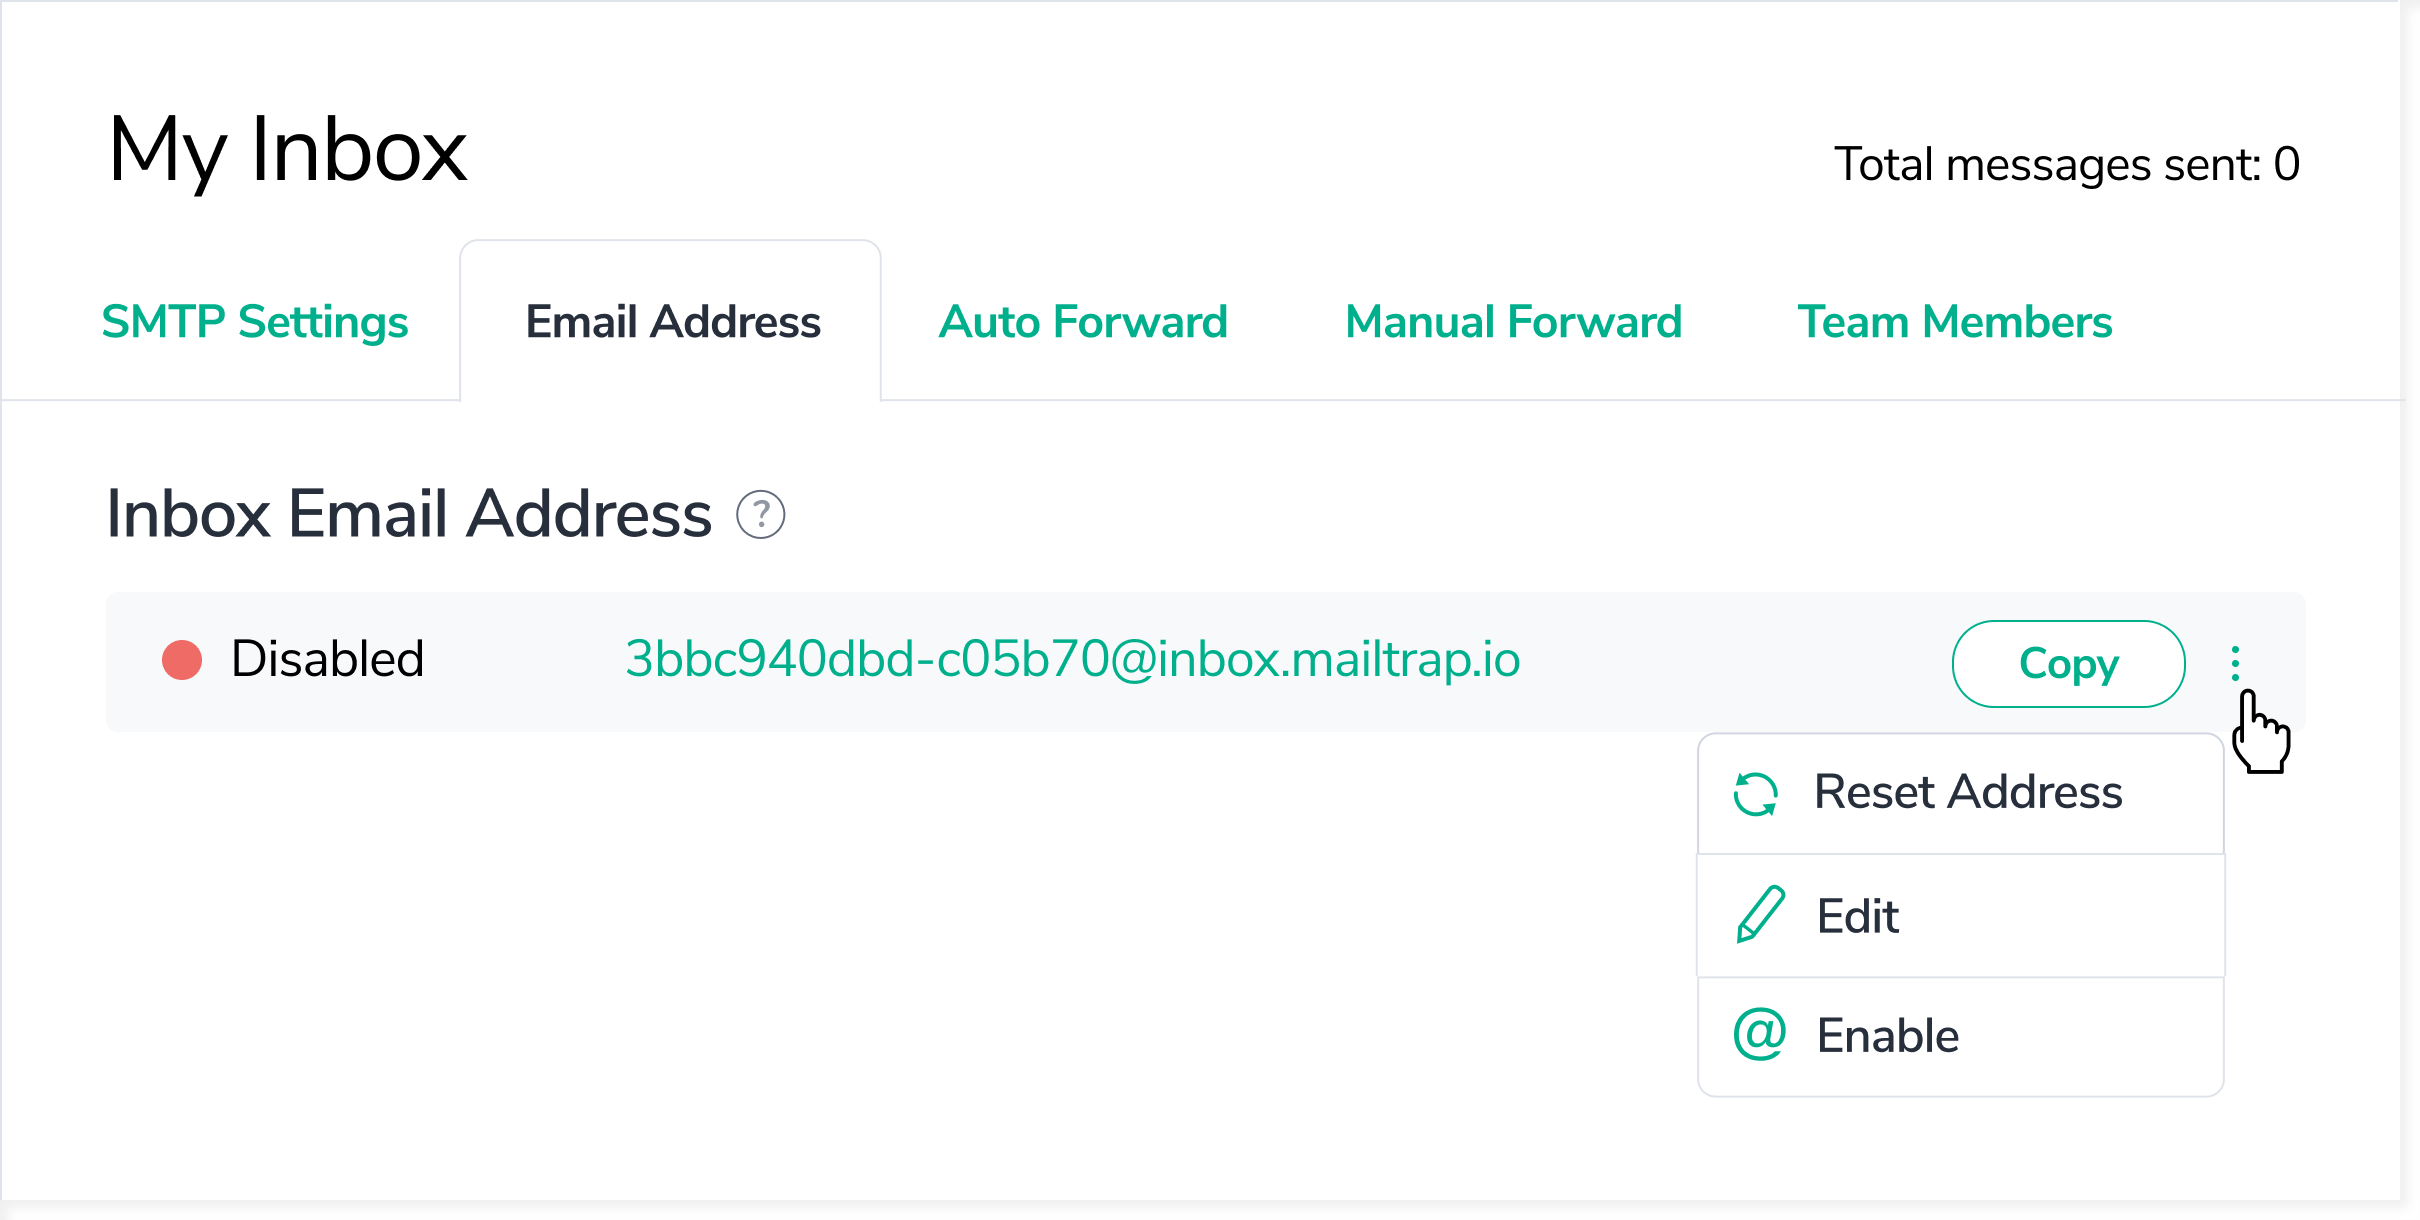 My Inbox
Total messages sent: 0
SMTP Settings
Email Address
Auto Forward
Manual Forward
Team Members
Inbox Email Address ?
Disabled
3bbc940dbd-c05b70@inbox.mailtrap.io
Copy
Reset Address
Edit
@ Enable